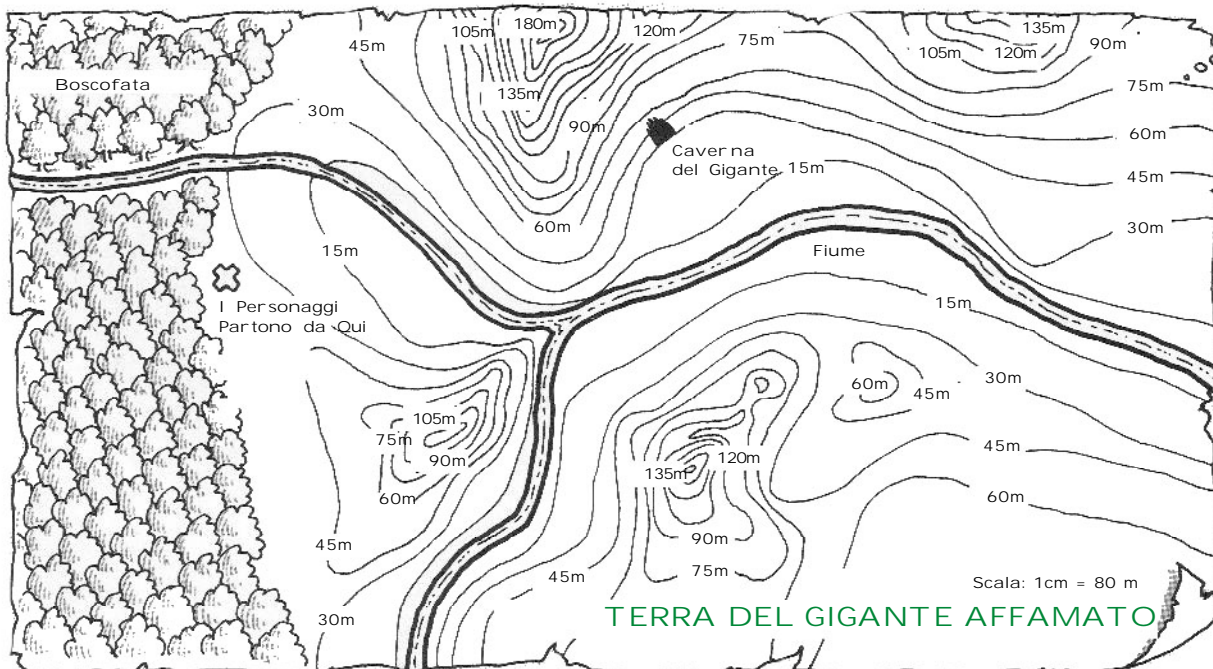 105m
180m
120m
45m
75m
135m
105m
120m
90m
Boscofata
135m
75m
30m
90m
60m
Caverna
del Gigante
15m
45m
60m
30m
15m
Fiume
I Personaggi
Partono da Qui
15m
30m
60m
45m
105m
75m
90m
120m
135m
45m
60m
60m
90m
45m
75m
45m
30m
Scala: 1cm = 80 m
TERRA DEL GIGANTE AFFAMATO